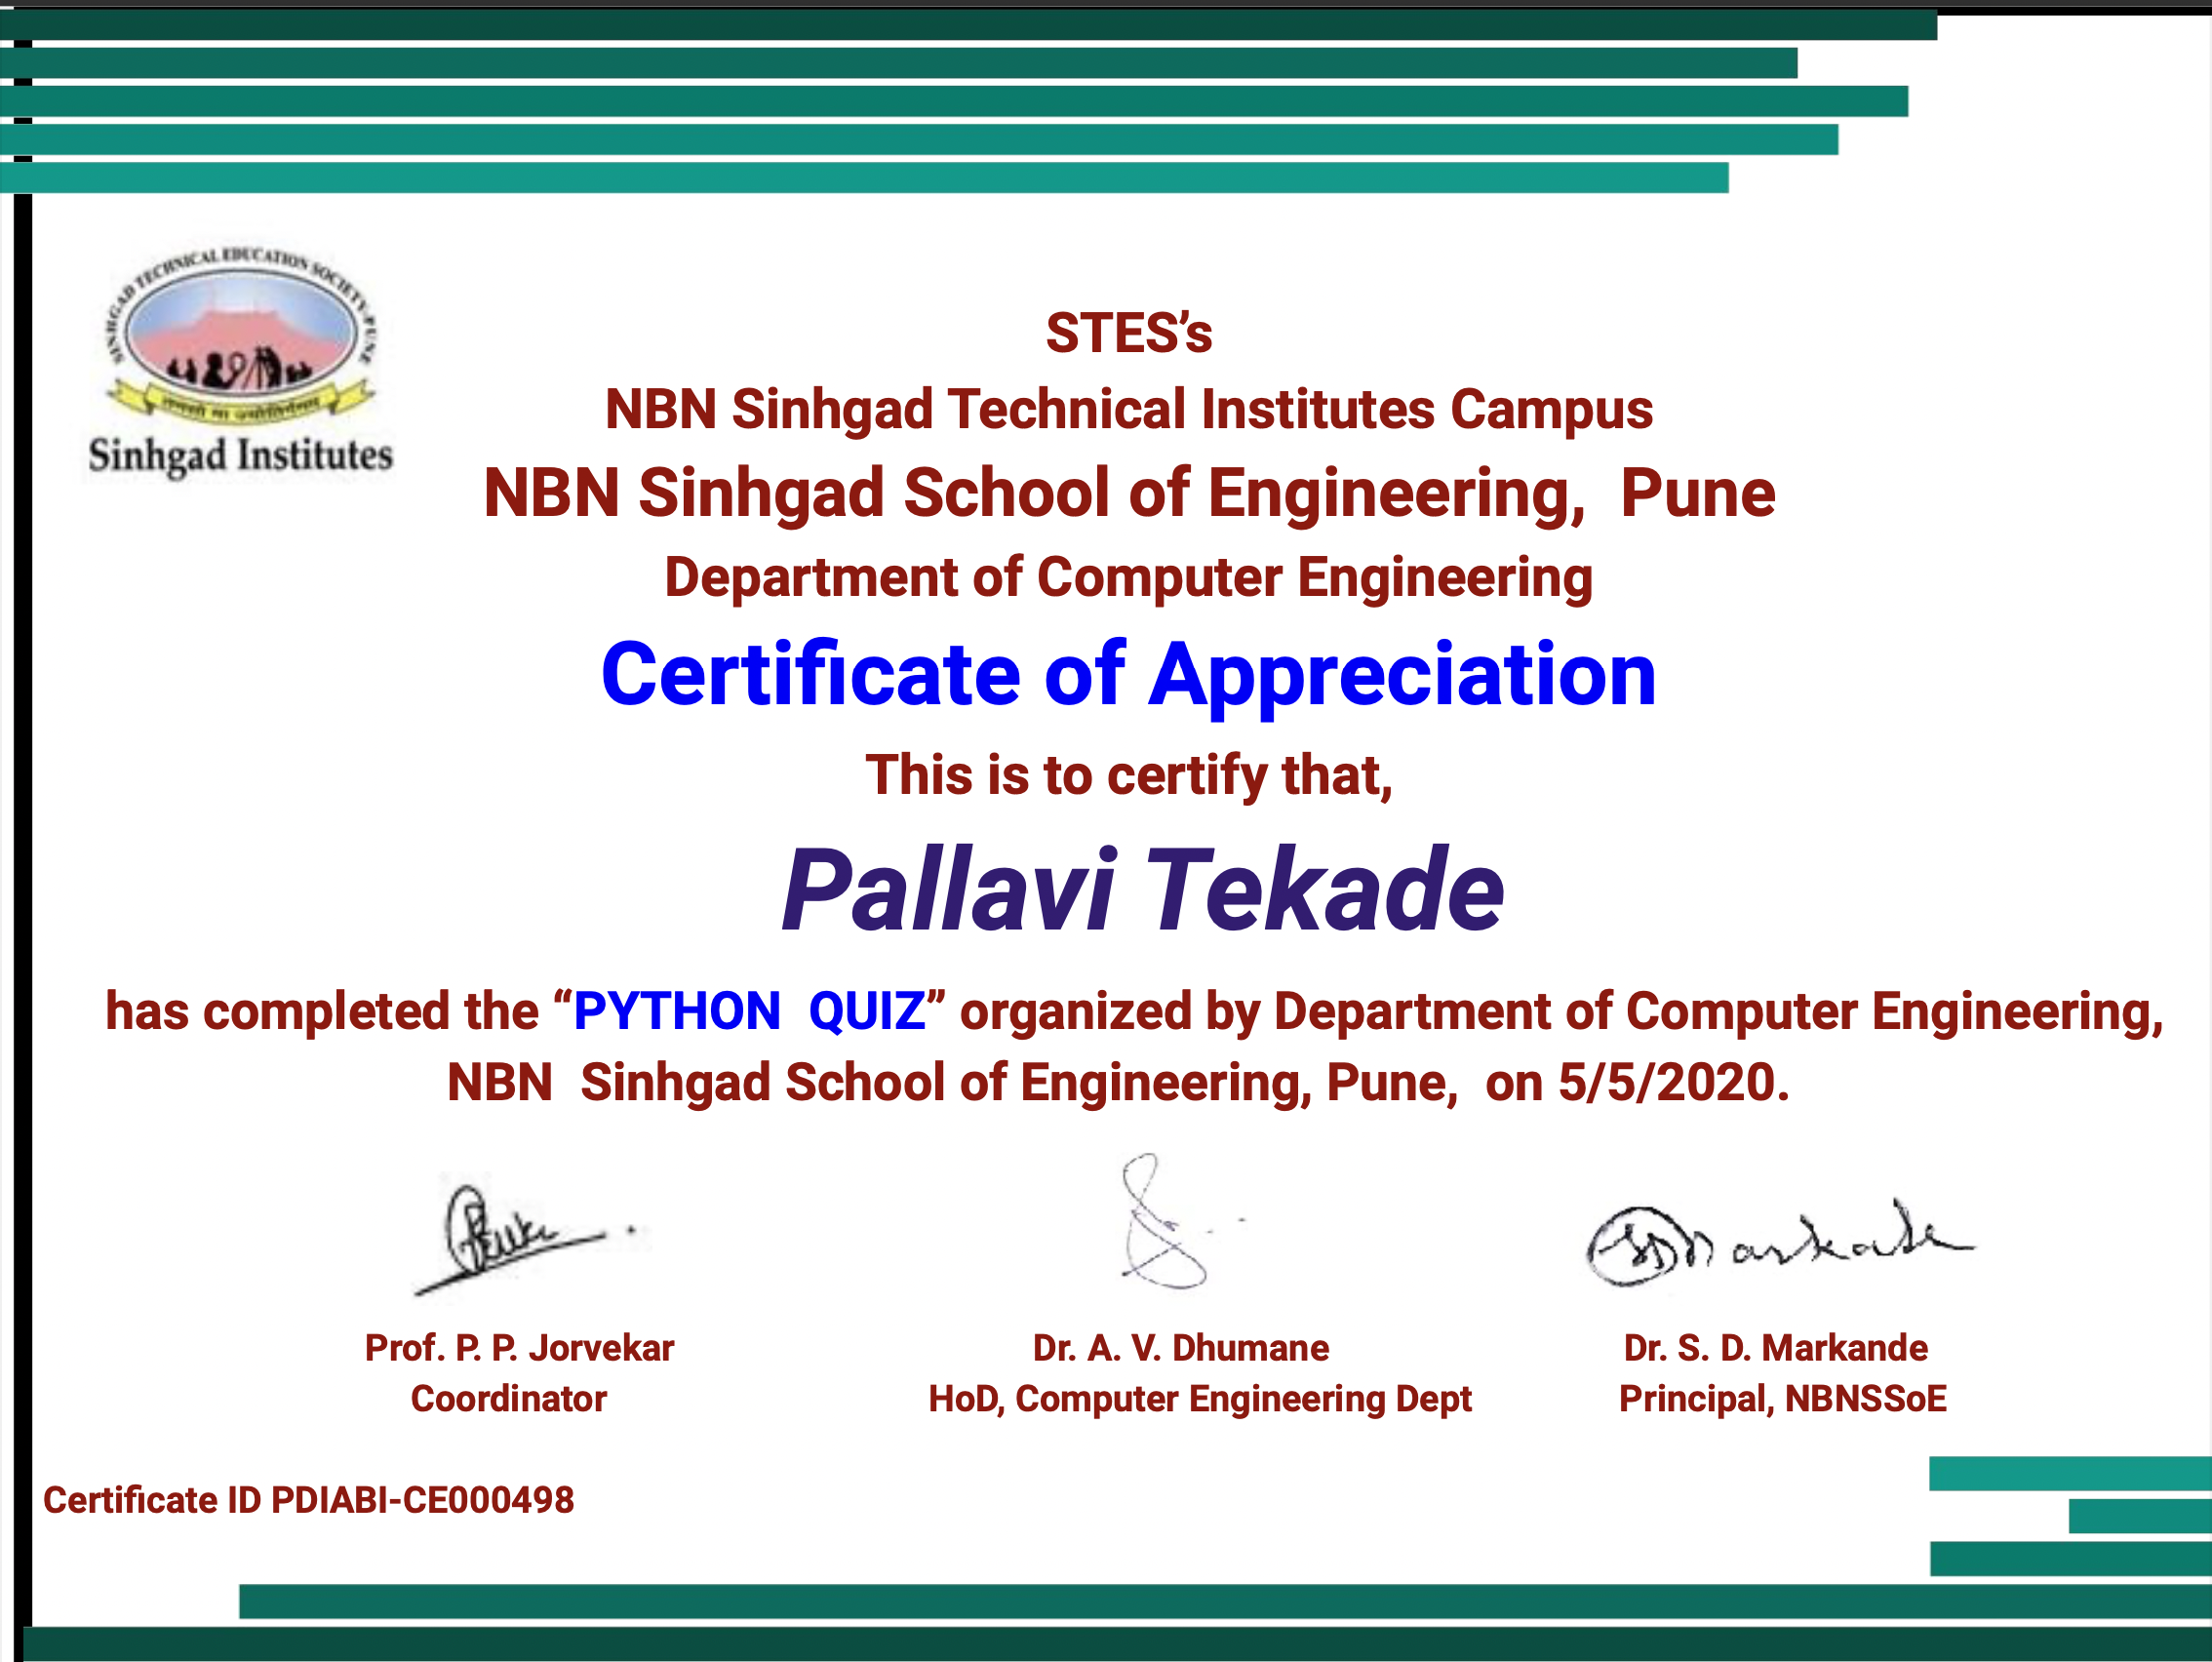 SINHGAD TECHNICAL EDUCATION SOCIETY-PUNE
Sinhgad Institutes
STES’s
NBN Sinhgad Technical Institutes Campus
NBN Sinhgad School of Engineering, Pune
Department of Computer Engineering
Certificate of Appreciation
This is to certify that,
Pallavi Tekade
has completed the “PYTHON QUIZ” organized by Department of Computer Engineering,
NBN Sinhgad School of Engineering, Pune, on 5/5/2020.
Markande
Prof. P. P. Jorvekar Dr. A. V. Dhumane Dr. S. D. Markande
Coordinator HoD, Computer Engineering Dept Principal, NBNSSoE
Certificate ID PDIABI-CE000498